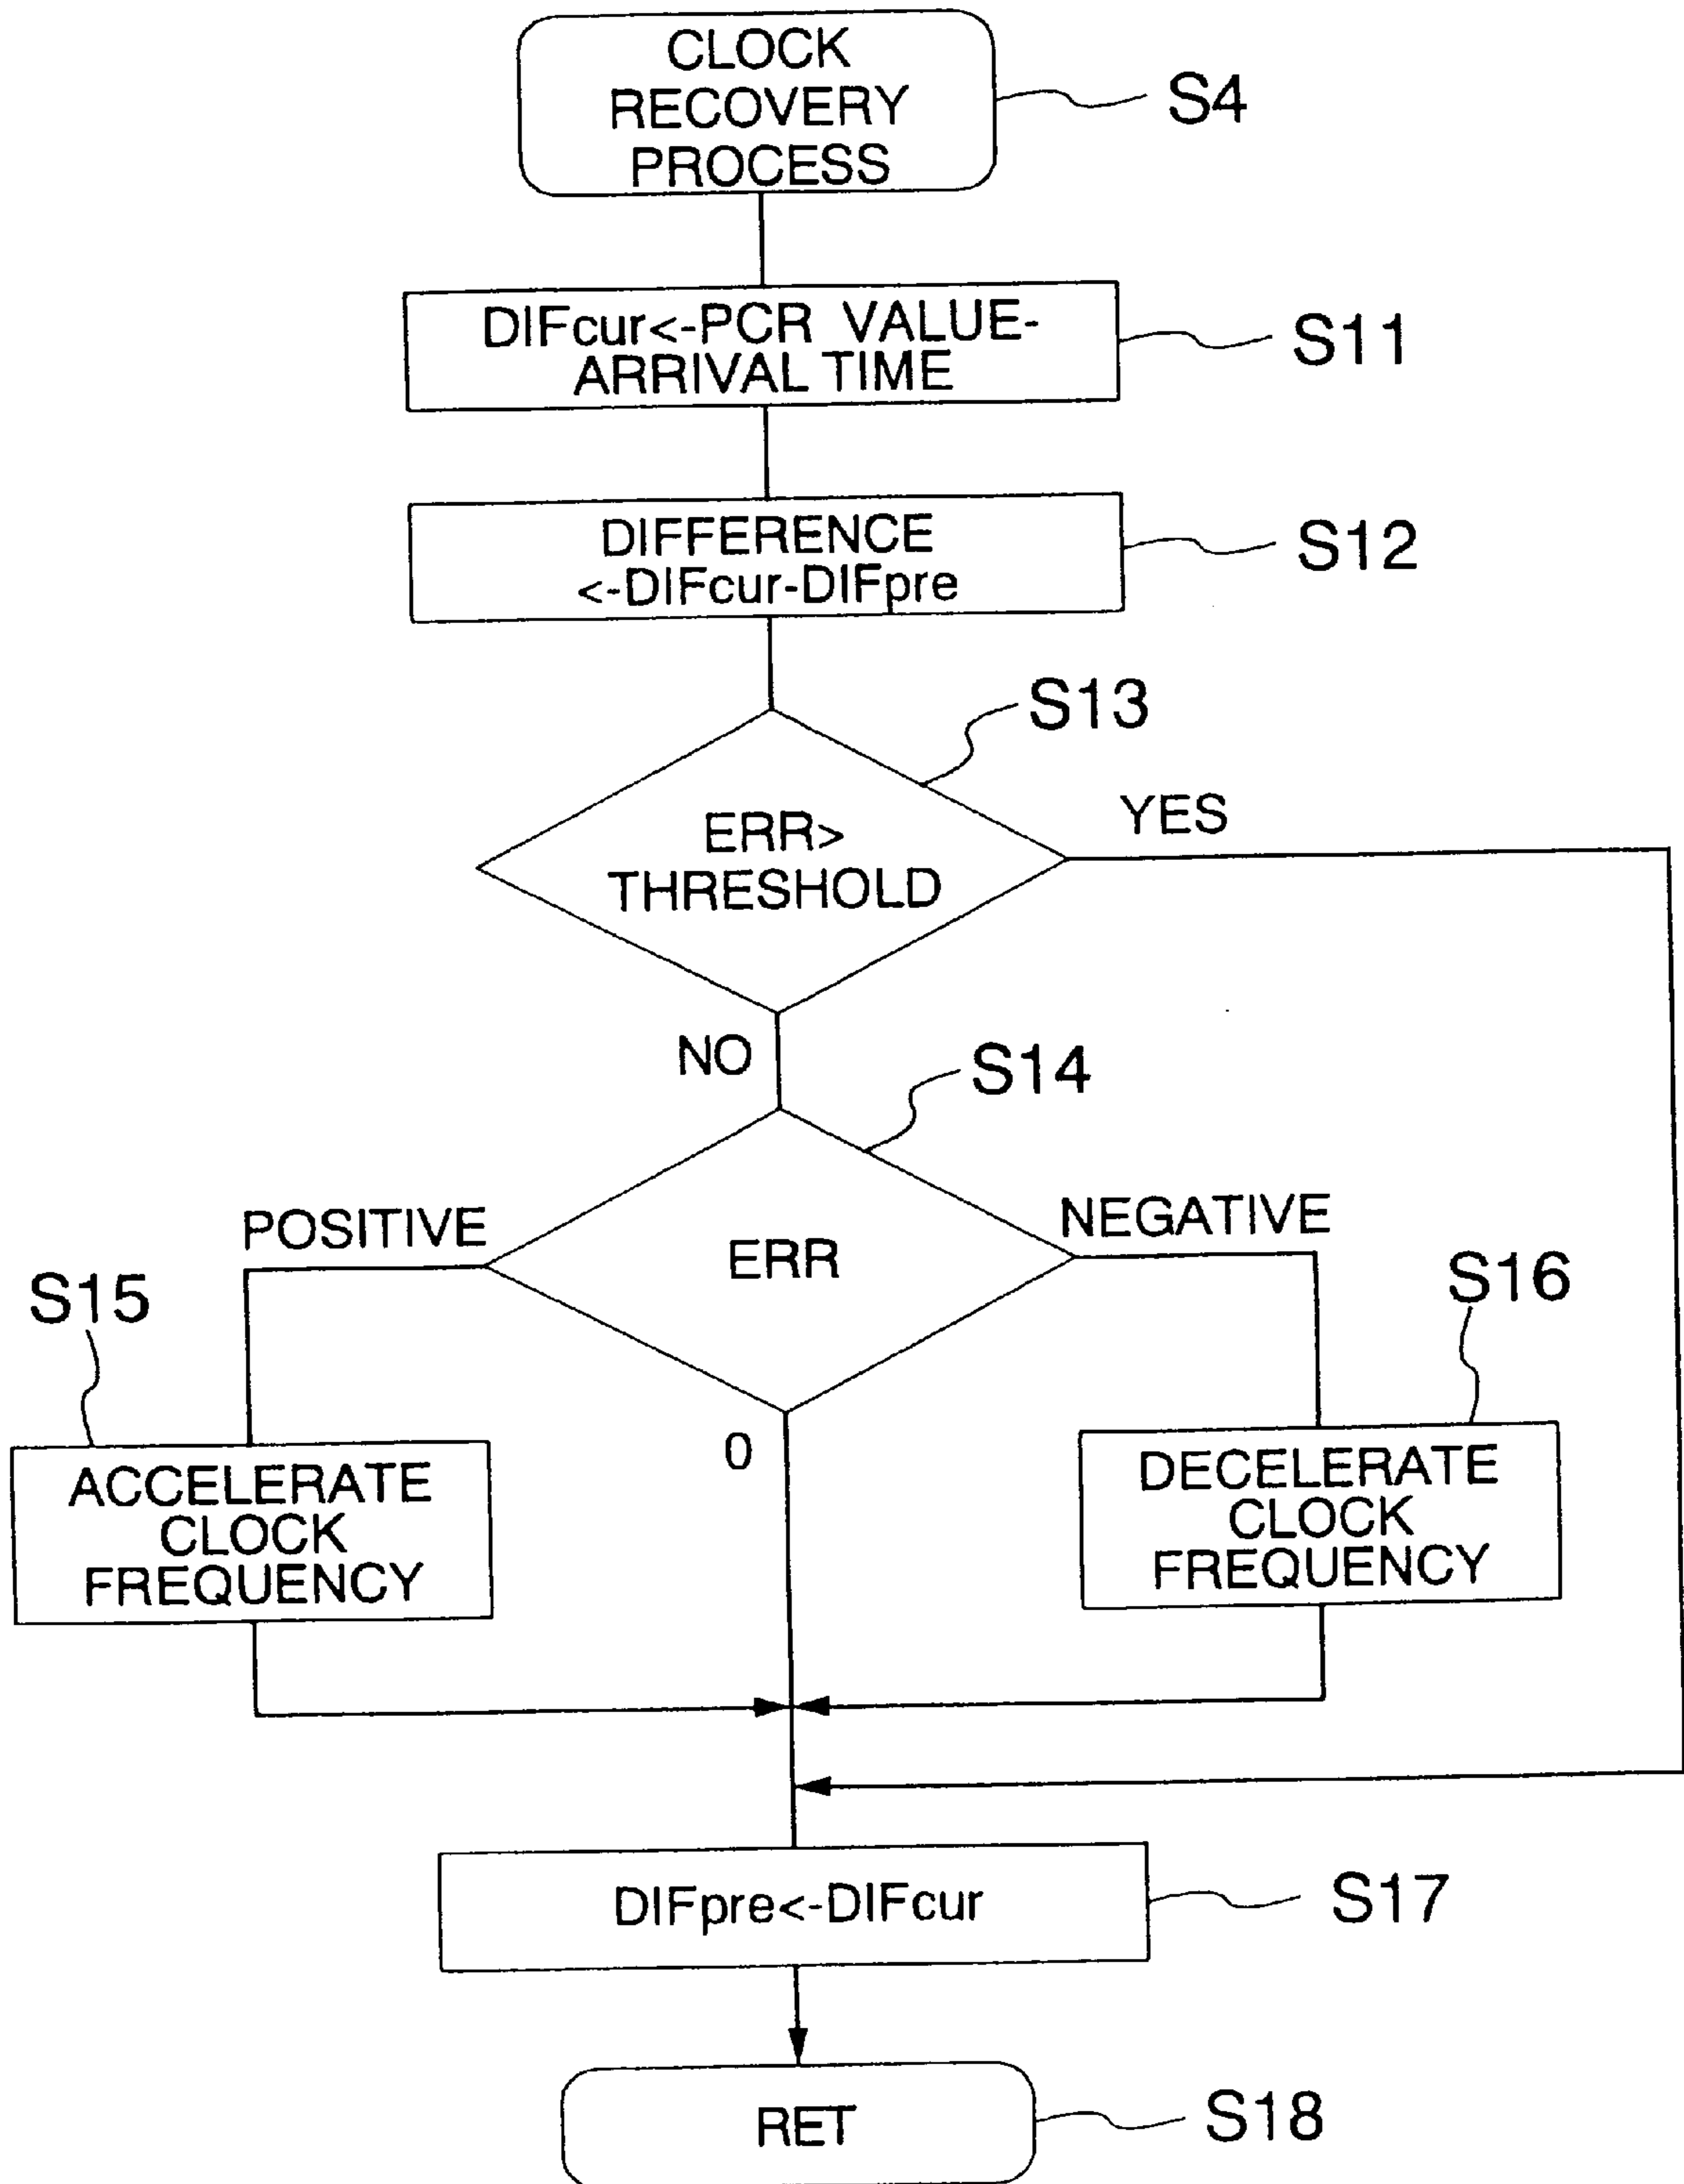 CLOCK
RECOVERY
PROCESS
S4
DIFcur<-PCR VALUE-
ARRIVAL TIME
S11
DIFFERENCE
<-DIFcur-DIFpre
S12
S13
ERR>
THRESHOLD
YES
NO
S14
POSITIVE
ERR
NEGATIVE
S15
S16
0
ACCELERATE
CLOCK
FREQUENCY
DECELERATE
CLOCK
FREQUENCY
DIFpre<-DIFcur
S17
RET
S18